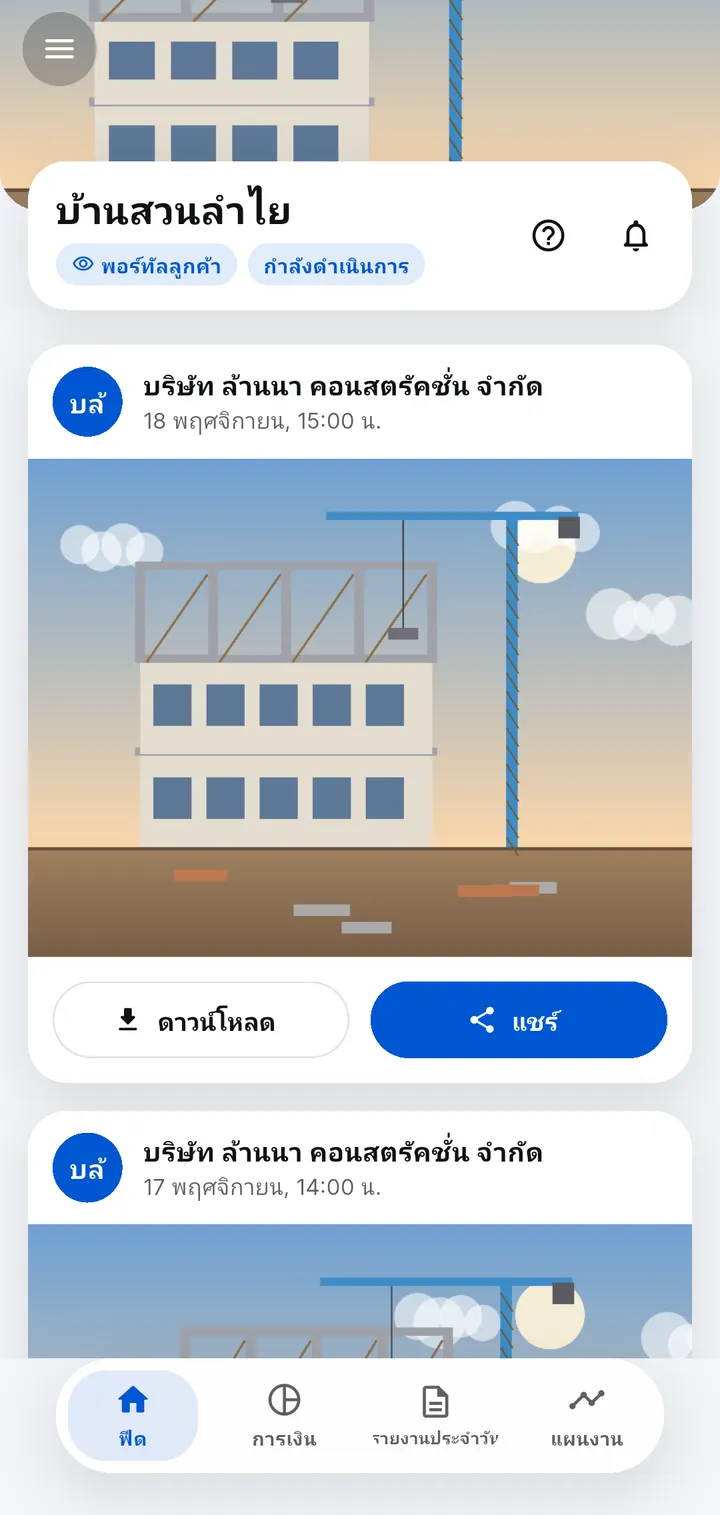 บ้านสวนลำไย
พอร์ทัลลูกค้า
กำลังดำเนินการ
บล้
บริษัท ล้านนา คอนสตรัคชั่น จำกัด
18 พฤศจิกายน, 15:00 น.
ดาวน์โหลด
แชร์
บล้
บริษัท ล้านนา คอนสตรัคชั่น จำกัด
17 พฤศจิกายน, 14:00 น.
ฟีด
การเงิน
รายงานประจำวัน
แผนงาน